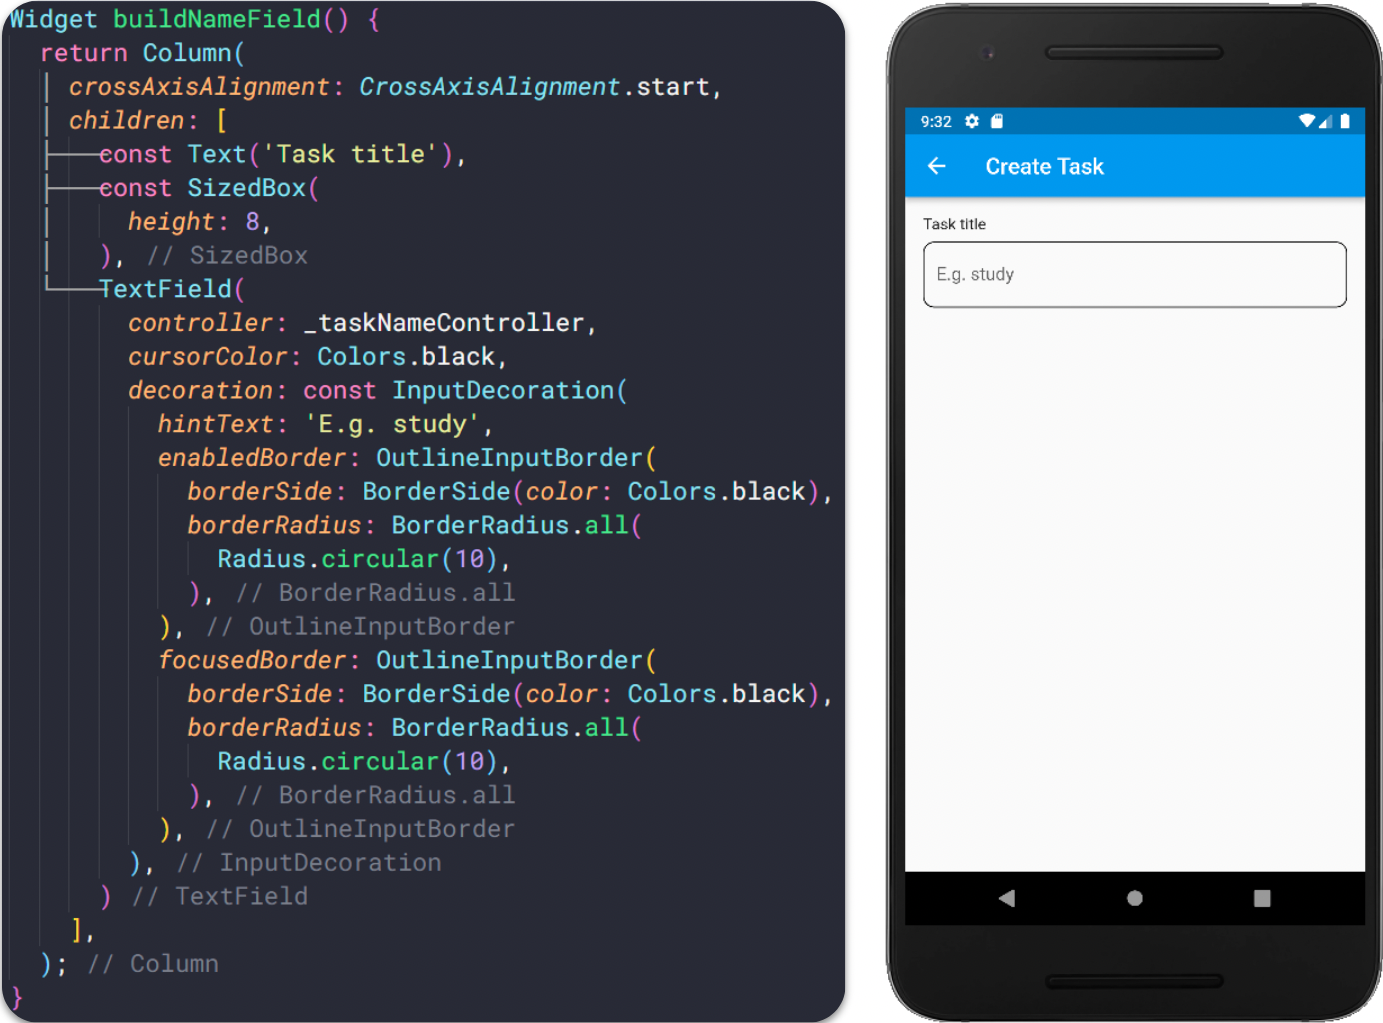 Widget buildNameField() {
return Column(
crossAxisAlignment: CrossAxisAlignment.start,
children: [
const Text('Task title'),
const SizedBox(
height: 8,
), // SizedBox
TextField(
controller: _taskNameController,
cursorColor: Colors.black,
decoration: const InputDecoration(
hintText: 'E.g. study',
enabledBorder: OutlineInputBorder(
borderSide: BorderSide(color: Colors.black),
borderRadius: BorderRadius.all(
Radius.circular(10),
), // BorderRadius.all
), // OutlineInputBorder
focusedBorder: OutlineInputBorder(
borderSide: BorderSide(color: Colors.black),
borderRadius: BorderRadius.all(
Radius.circular(10),
), // BorderRadius.all
), // OutlineInputBorder
), // InputDecoration
) // TextField
],
); // Column
}
9:32
Create Task
Task title
E.g. study